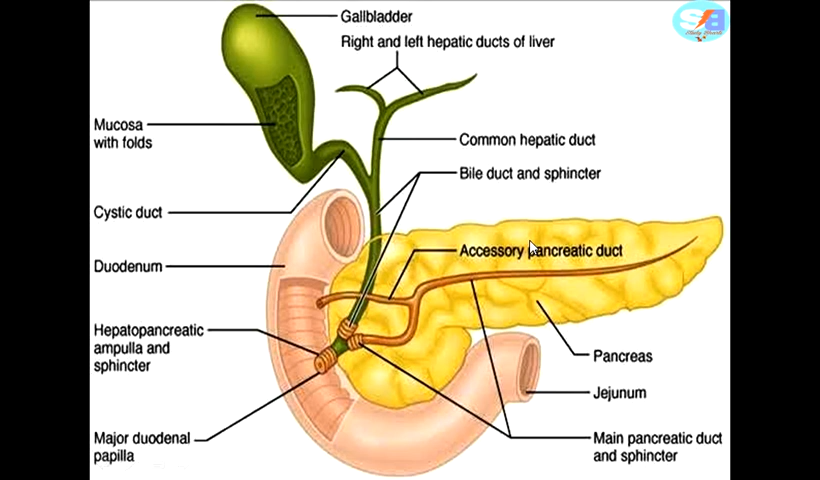 Gallbladder
Right and left hepatic ducts of liver
Mucosa
with folds
Common hepatic duct
Bile duct and sphincter
Cystic duct
Accessory pancreatic duct
Duodenum
Hepatopancreatic
ampulla and
sphincter
Pancreas
Jejunum
Major duodenal
papilla
Main pancreatic duct
and sphincter